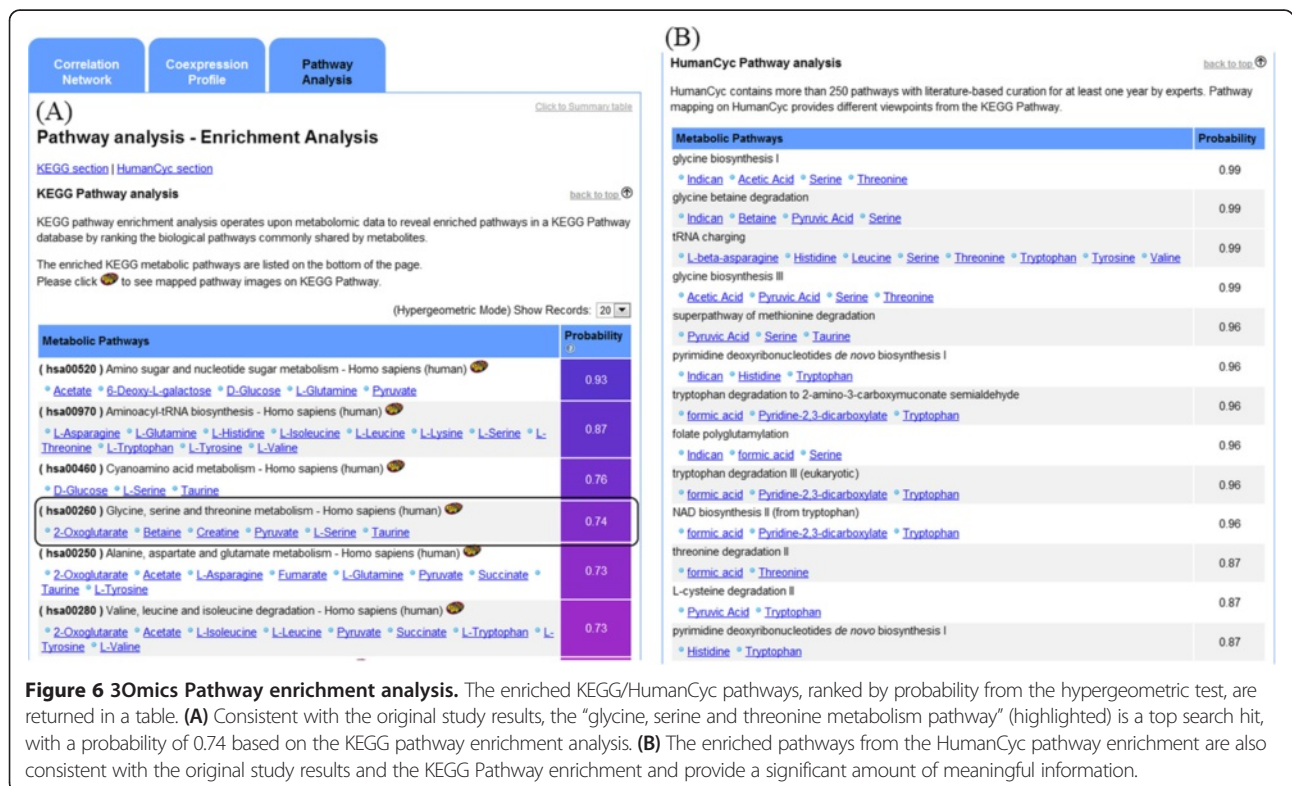 Correlation Network
Coexpression Profile
Pathway Analysis
(A)
Click to Summary table
Pathway analysis - Enrichment Analysis
KEGG section | HumanCyc section
KEGG Pathway analysis
back to top
KEGG pathway enrichment analysis operates upon metabolomic data to reveal enriched pathways in a KEGG Pathway
database by ranking the biological pathways commonly shared by metabolites.
The enriched KEGG metabolic pathways are listed on the bottom of the page.
Please click to see mapped pathway images on KEGG Pathway.
(Hypergeometric Mode) Show Records: 20
Metabolic Pathways Probability
( hsa00520 ) Amino sugar and nucleotide sugar metabolism - Homo sapiens (human)
Acetate 6-Deoxy-L-galactose D-Glucose L-Glutamine Pyruvate
0.93
( hsa00970 ) Aminoacyl-tRNA biosynthesis - Homo sapiens (human)
L-Asparagine L-Glutamine L-Histidine L-Isoleucine L-Leucine L-Lysine L-Serine L-
Threonine L-Tryptophan L-Tyrosine L-Valine
0.87
( hsa00460 ) Cyanoamino acid metabolism - Homo sapiens (human)
D-Glucose L-Serine Taurine
0.76
( hsa00260 ) Glycine, serine and threonine metabolism - Homo sapiens (human)
2-Oxoglutarate Betaine Creatine Pyruvate L-Serine Taurine
0.74
( hsa00250 ) Alanine, aspartate and glutamate metabolism - Homo sapiens (human)
2-Oxoglutarate Acetate L-Asparagine Fumarate L-Glutamine Pyruvate Succinate
Taurine L-Tyrosine
0.73
( hsa00280 ) Valine, leucine and isoleucine degradation - Homo sapiens (human)
2-Oxoglutarate Acetate L-Isoleucine L-Leucine Pyruvate Succinate L-Tryptophan L-
Tyrosine L-Valine
0.73
(B)
HumanCyc Pathway analysis
back to top
HumanCyc contains more than 250 pathways with literature-based curation for at least one year by experts. Pathway
mapping on HumanCyc provides different viewpoints from the KEGG Pathway.
Metabolic Pathways Probability
glycine biosynthesis I
Indican Acetic Acid Serine Threonine
0.99
glycine betaine degradation
Indican Betaine Pyruvic Acid Serine
0.99
tRNA charging
L-beta-asparagine Histidine Leucine Serine Threonine Tryptophan Tyrosine Valine
0.99
glycine biosynthesis III
Acetic Acid Pyruvic Acid Serine Threonine
0.99
superpathway of methionine degradation
Pyruvic Acid Serine Taurine
0.96
pyrimidine deoxyribonucleotides de novo biosynthesis I
Indican Histidine Tryptophan
0.96
tryptophan degradation to 2-amino-3-carboxymuconate semialdehyde
formic acid Pyridine-2,3-dicarboxylate Tryptophan
0.96
folate polyglutamylation
Indican formic acid Serine
0.96
tryptophan degradation III (eukaryotic)
formic acid Pyridine-2,3-dicarboxylate Tryptophan
0.96
NAD biosynthesis II (from tryptophan)
formic acid Pyridine-2,3-dicarboxylate Tryptophan
0.96
threonine degradation II
formic acid Threonine
0.87
L-cysteine degradation II
Pyruvic Acid Tryptophan
0.87
pyrimidine deoxyribonucleotides de novo biosynthesis I
Histidine Tryptophan
0.87
Figure 6 3Omics Pathway enrichment analysis. The enriched KEGG/HumanCyc pathways, ranked by probability from the hypergeometric test, are
returned in a table. (A) Consistent with the original study results, the “glycine, serine and threonine metabolism pathway” (highlighted) is a top search hit,
with a probability of 0.74 based on the KEGG pathway enrichment analysis. (B) The enriched pathways from the HumanCyc pathway enrichment are also
consistent with the original study results and the KEGG Pathway enrichment and provide a significant amount of meaningful information.